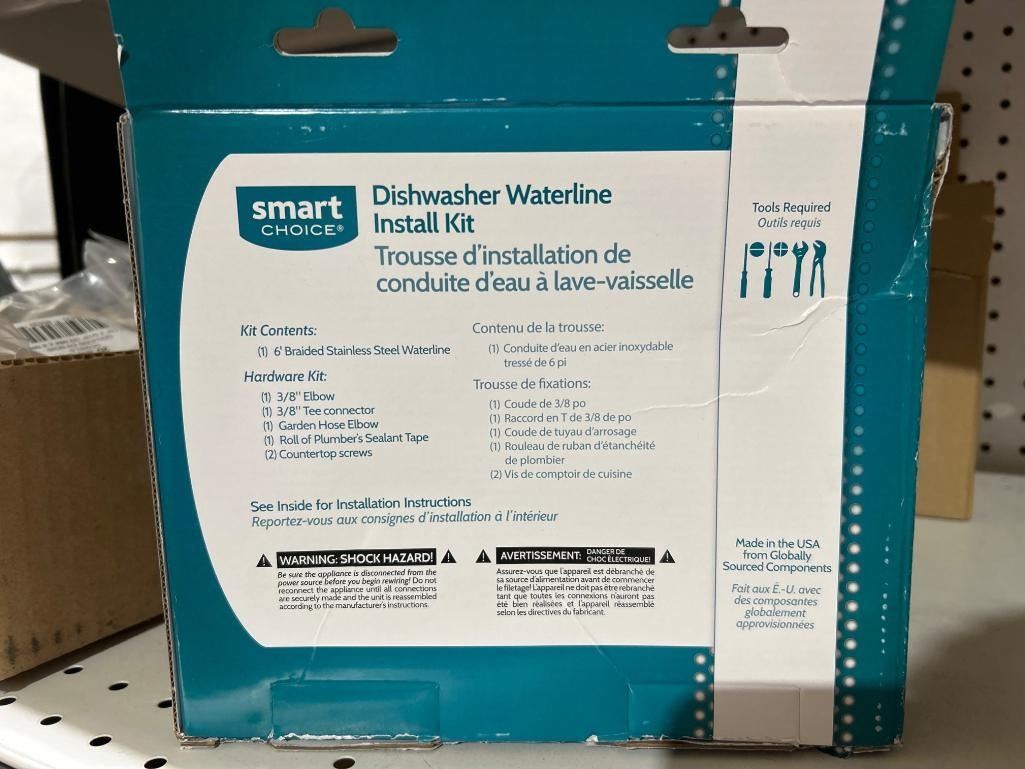 smart
CHOICE®
Dishwasher Waterline
Install Kit
Trousse d'installation de
conduite d'eau à lave-vaisselle
Kit Contents:
(1) 6' Braided Stainless Steel Waterline
Hardware Kit:
(1) 3/8" Elbow
(1) 3/8" Tee connector
(1) Garden Hose Elbow
(1) Roll of Plumber's Sealant Tape
(2) Countertop screws
Contenu de la trousse:
(1) Conduite d'eau en acier inoxydable
tressé de 6 pi
Trousse de fixations:
(1) Coude de 3/8 po
(1) Raccord en T de 3/8 de po
(1) Coude de tuyau d'arrosage
(1) Rouleau de ruban d'étanchéité
de plombier
(2) Vis de comptoir de cuisine
See Inside for Installation Instructions
Reportez-vous aux consignes d'installation à l'intérieur
WARNING: SHOCK HAZARD!
Be sure the appliance is disconnected from the
power source before you begin rewiring! Do not
reconnect the appliance until all connections
are securely made and the unit is reassembled
according to the manufacturer's instructions.
AVERTISSEMENT: DANGER DE
CHOC ÉLECTRIQUE!
Assurez-vous que l'appareil est débranché de
sa source d'alimentation avant de commencer
le filetage! L'appareil ne doit pas être rebranché
tant que toutes les connexions n'auront pas
été bien réalisées et l'appareil réassemblé
selon les directives du fabricant.
Tools Required
Outils requis
Made in the USA
from Globally
Sourced Components
Fait aux É.-U. avec
des composantes
globalement
approvisionnées